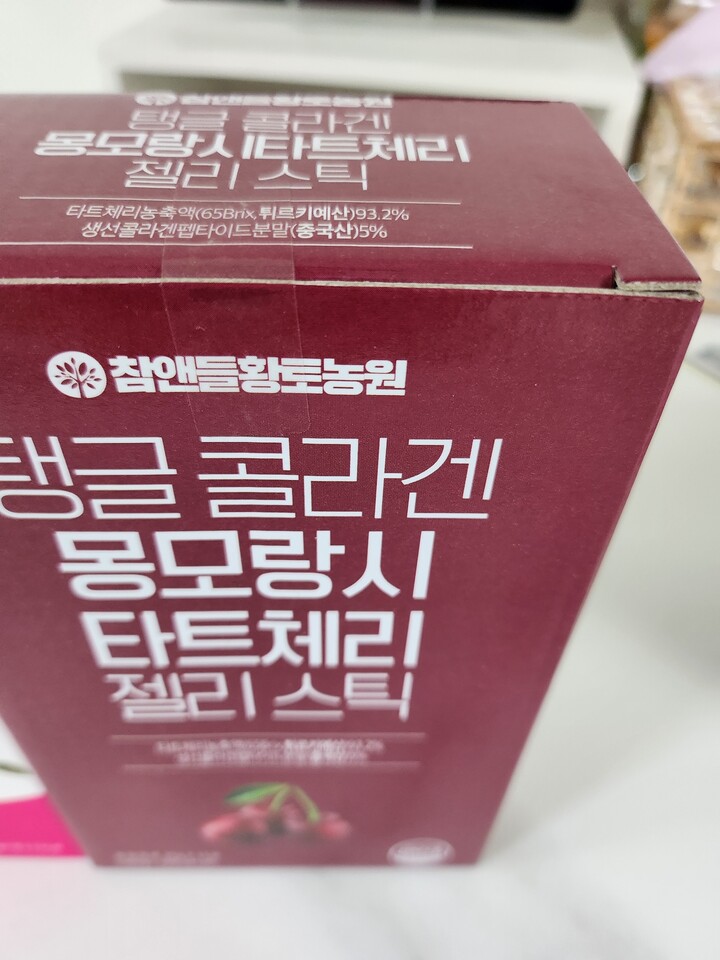 참앤들황토농원
탱글 콜라겐
몽모랑시타트체리
젤리 스틱
타트체리농축액(65Brix,튀르키예산)93.2%
생선콜라겐펩타이드분말(중국산)5%
참앤들황토농원
탱글 콜라겐
몽모랑시
타트체리
젤리 스틱